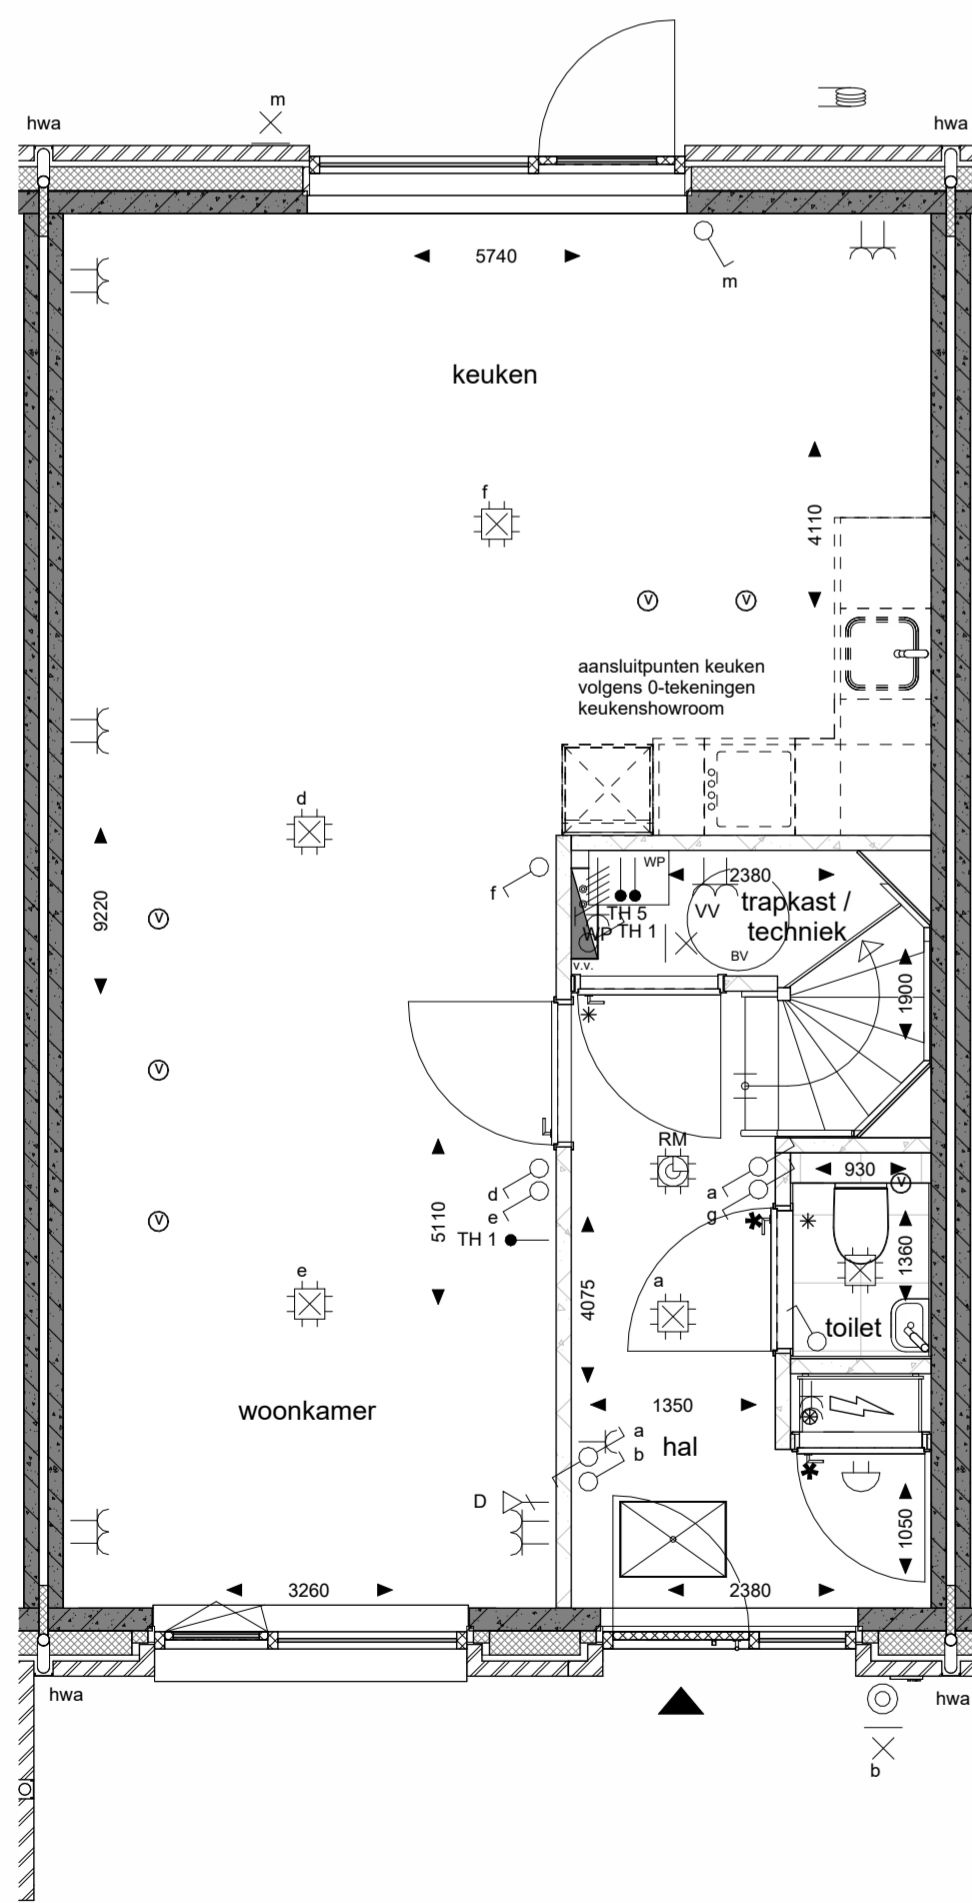 m
hwa
hwa
5740
m
keuken
f
4110
v
v
aansluitpunten keuken
volgens 0-tekeningen
keukenshowroom
d
f
WP
2380
trapkast /
techniek
TH 5
VV
WP
TH 1
BV
v.v.
9220
v
1900
v
RM
930
v
a
d
g
e
5110
TH 1
v
1360
4075
e
a
toilet
woonkamer
1350
a
hal
b
D
1050
3260
2380
hwa
hwa
b